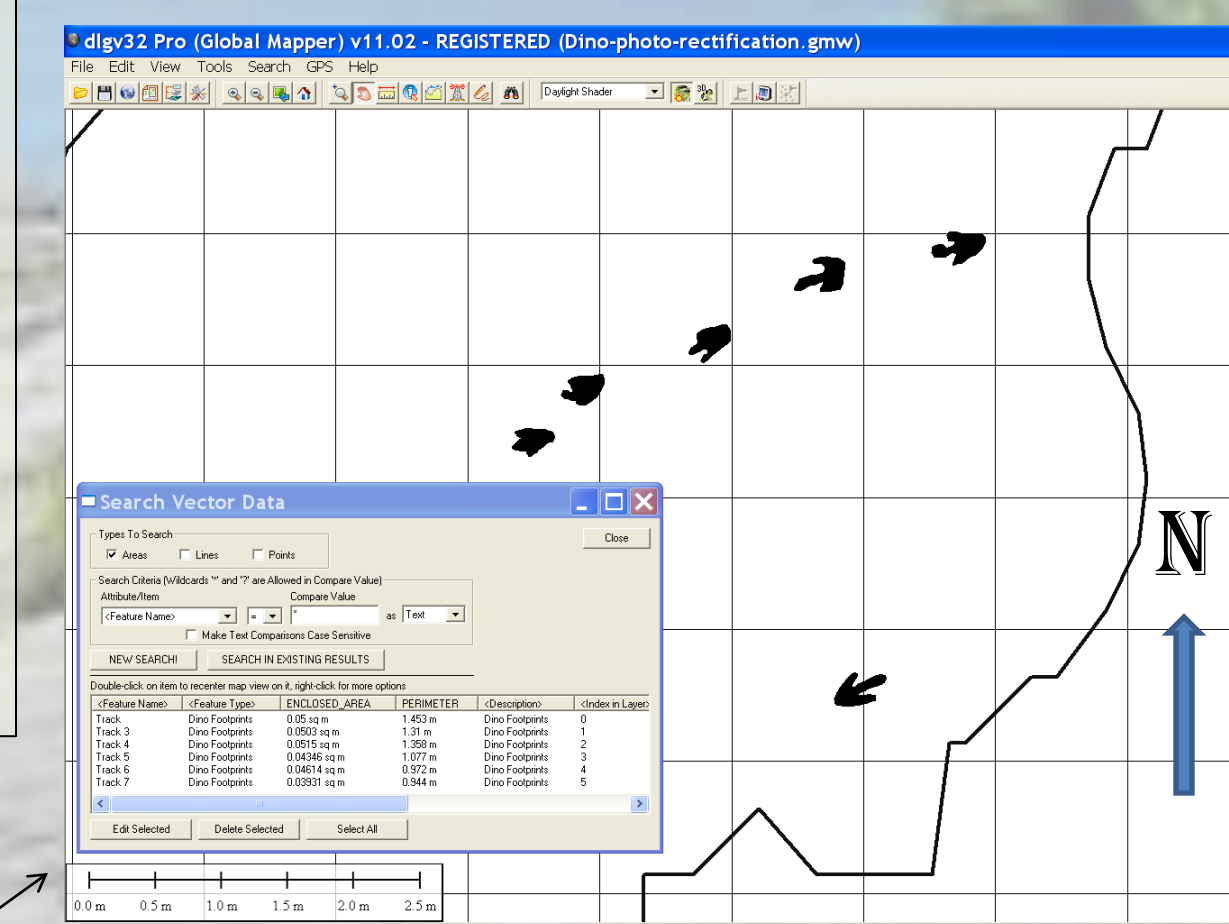 dlgv32 Pro (Global Mapper) v11.02 - REGISTERED (Dino-photo-rectification.gmw)
File Edit View Tools Search GPS Help
Daylight Shader
3D
N
Search Vector Data
Types To Search
Areas Lines Points
Close
Search Criteria (Wildcards '*' and '?' are Allowed in Compare Value)
Attribute/Item Compare Value
<Feature Name> = * as Text
Make Text Comparisons Case Sensitive
NEW SEARCH! SEARCH IN EXISTING RESULTS
Double-click on item to recenter map view on it, right-click for more options
<Feature Name> <Feature Type> ENCLOSED_AREA PERIMETER <Description> <Index in Layer>
Track Dino Footprints 0.05 sq m 1.453 m Dino Footprints 0
Track 3 Dino Footprints 0.0503 sq m 1.31 m Dino Footprints 1
Track 4 Dino Footprints 0.0515 sq m 1.358 m Dino Footprints 2
Track 5 Dino Footprints 0.04346 sq m 1.077 m Dino Footprints 3
Track 6 Dino Footprints 0.04614 sq m 0.972 m Dino Footprints 4
Track 7 Dino Footprints 0.03931 sq m 0.944 m Dino Footprints 5
Edit Selected Delete Selected Select All
0.0 m 0.5 m 1.0 m 1.5 m 2.0 m 2.5 m